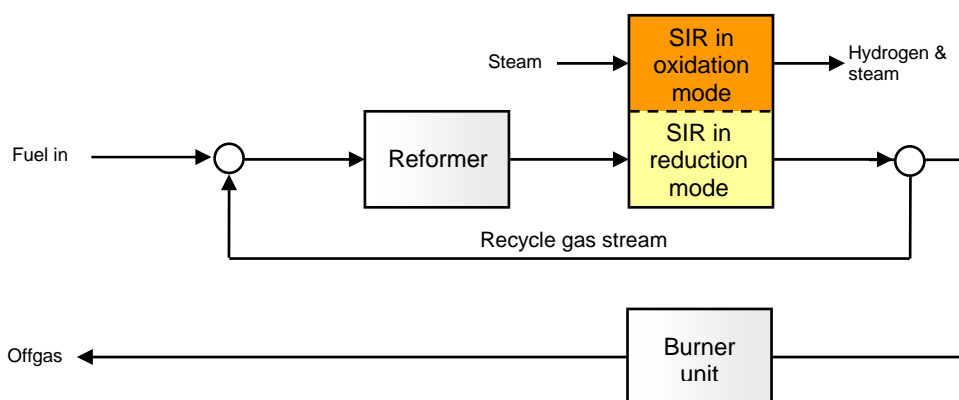 Steam
SIR in
oxidation
mode
Hydrogen &
steam
Fuel in
Reformer
SIR in
reduction
mode
Recycle gas stream
Offgas
Burner
unit